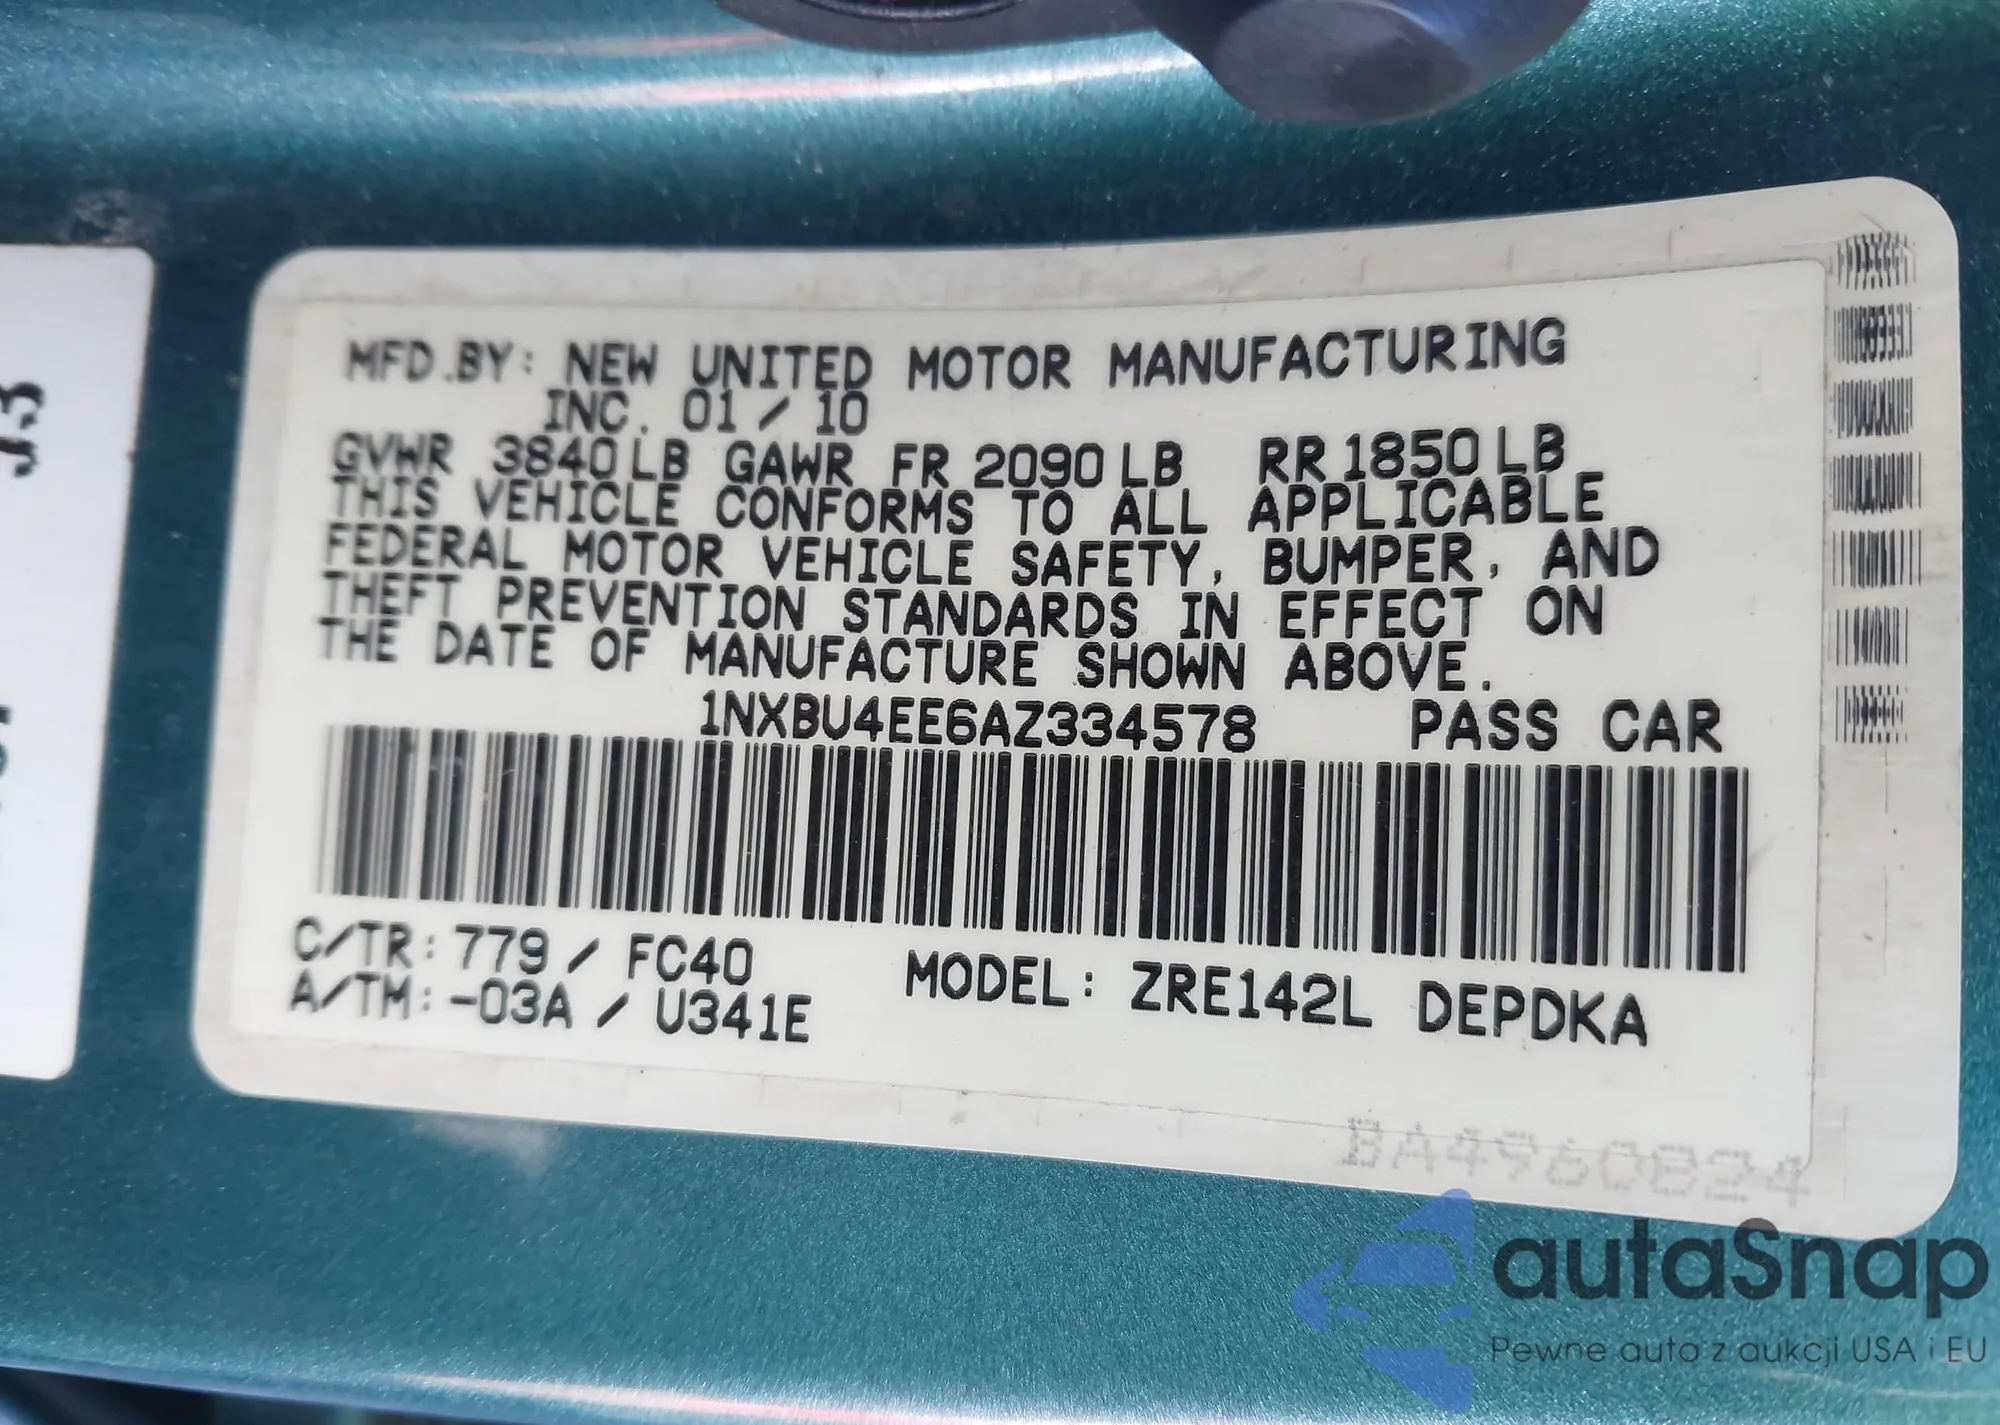 J3
MFD.BY: NEW UNITED MOTOR MANUFACTURING
INC. 01 / 10
GVWR 3840LB GAWR FR 2090LB RR1850LB
THIS VEHICLE CONFORMS TO ALL APPLICABLE
FEDERAL MOTOR VEHICLE SAFETY, BUMPER, AND
THEFT PREVENTION STANDARDS IN EFFECT ON
THE DATE OF MANUFACTURE SHOWN ABOVE.
1NXBU4EE6AZ334578 PASS CAR
C/TR: 779 / FC40
A/TM: -03A / U341E
MODEL: ZRE142L DEPDKA
BA4960824
autaSnap
Pewne auto z aukcji USA i EU